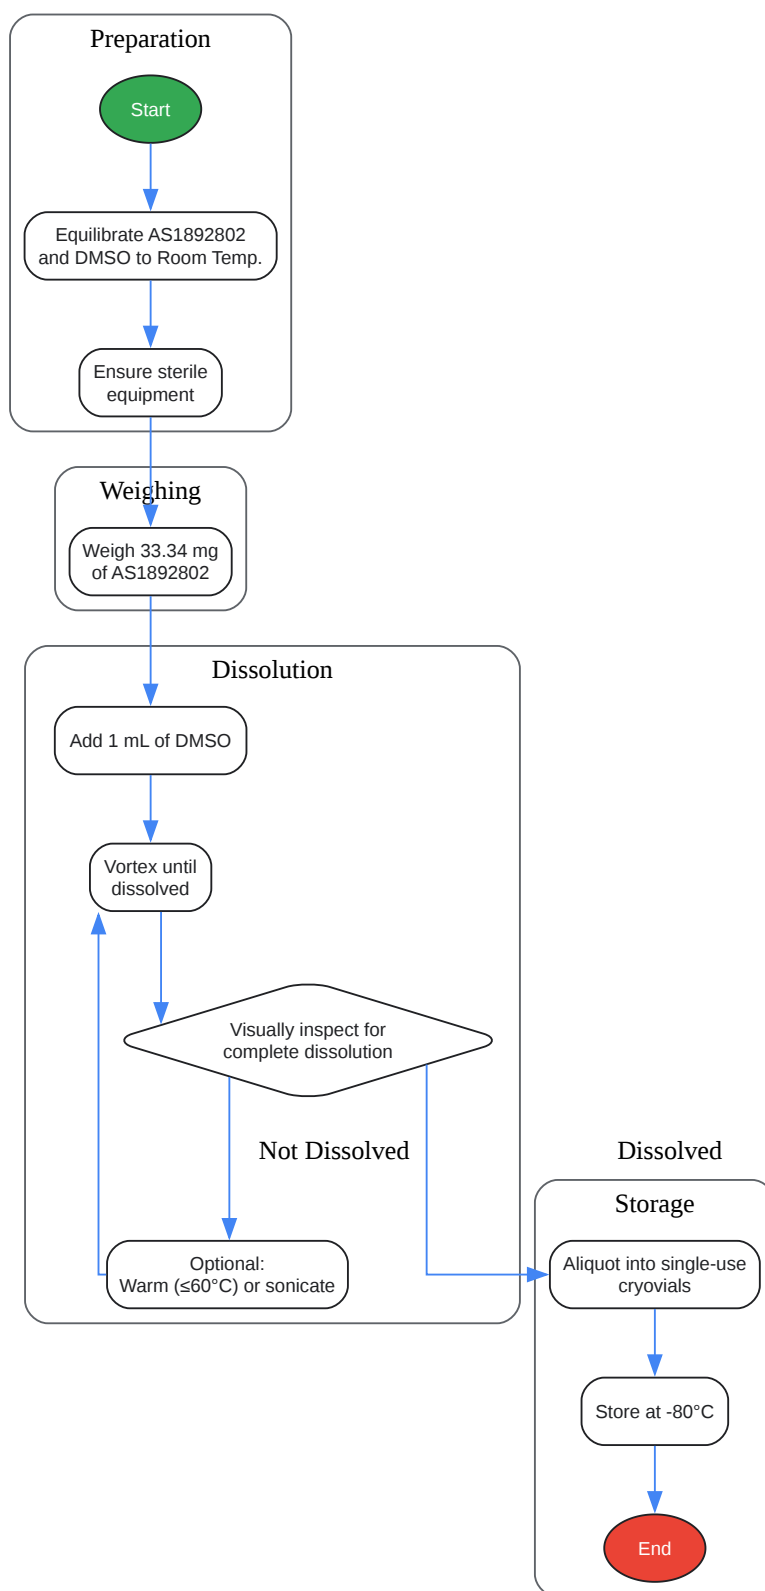 Preparation
Start
Equilibrate AS1892802
and DMSO to Room Temp.
Ensure sterile
equipment
Weighing
Weigh 33.34 mg
of AS1892802
Dissolution
Add 1 mL of DMSO
Vortex until
dissolved
Visually inspect for
complete dissolution
Not Dissolved
Dissolved
Optional:
Warm (≤60°C) or sonicate
Storage
Aliquot into single-use
cryovials
Store at -80°C
End